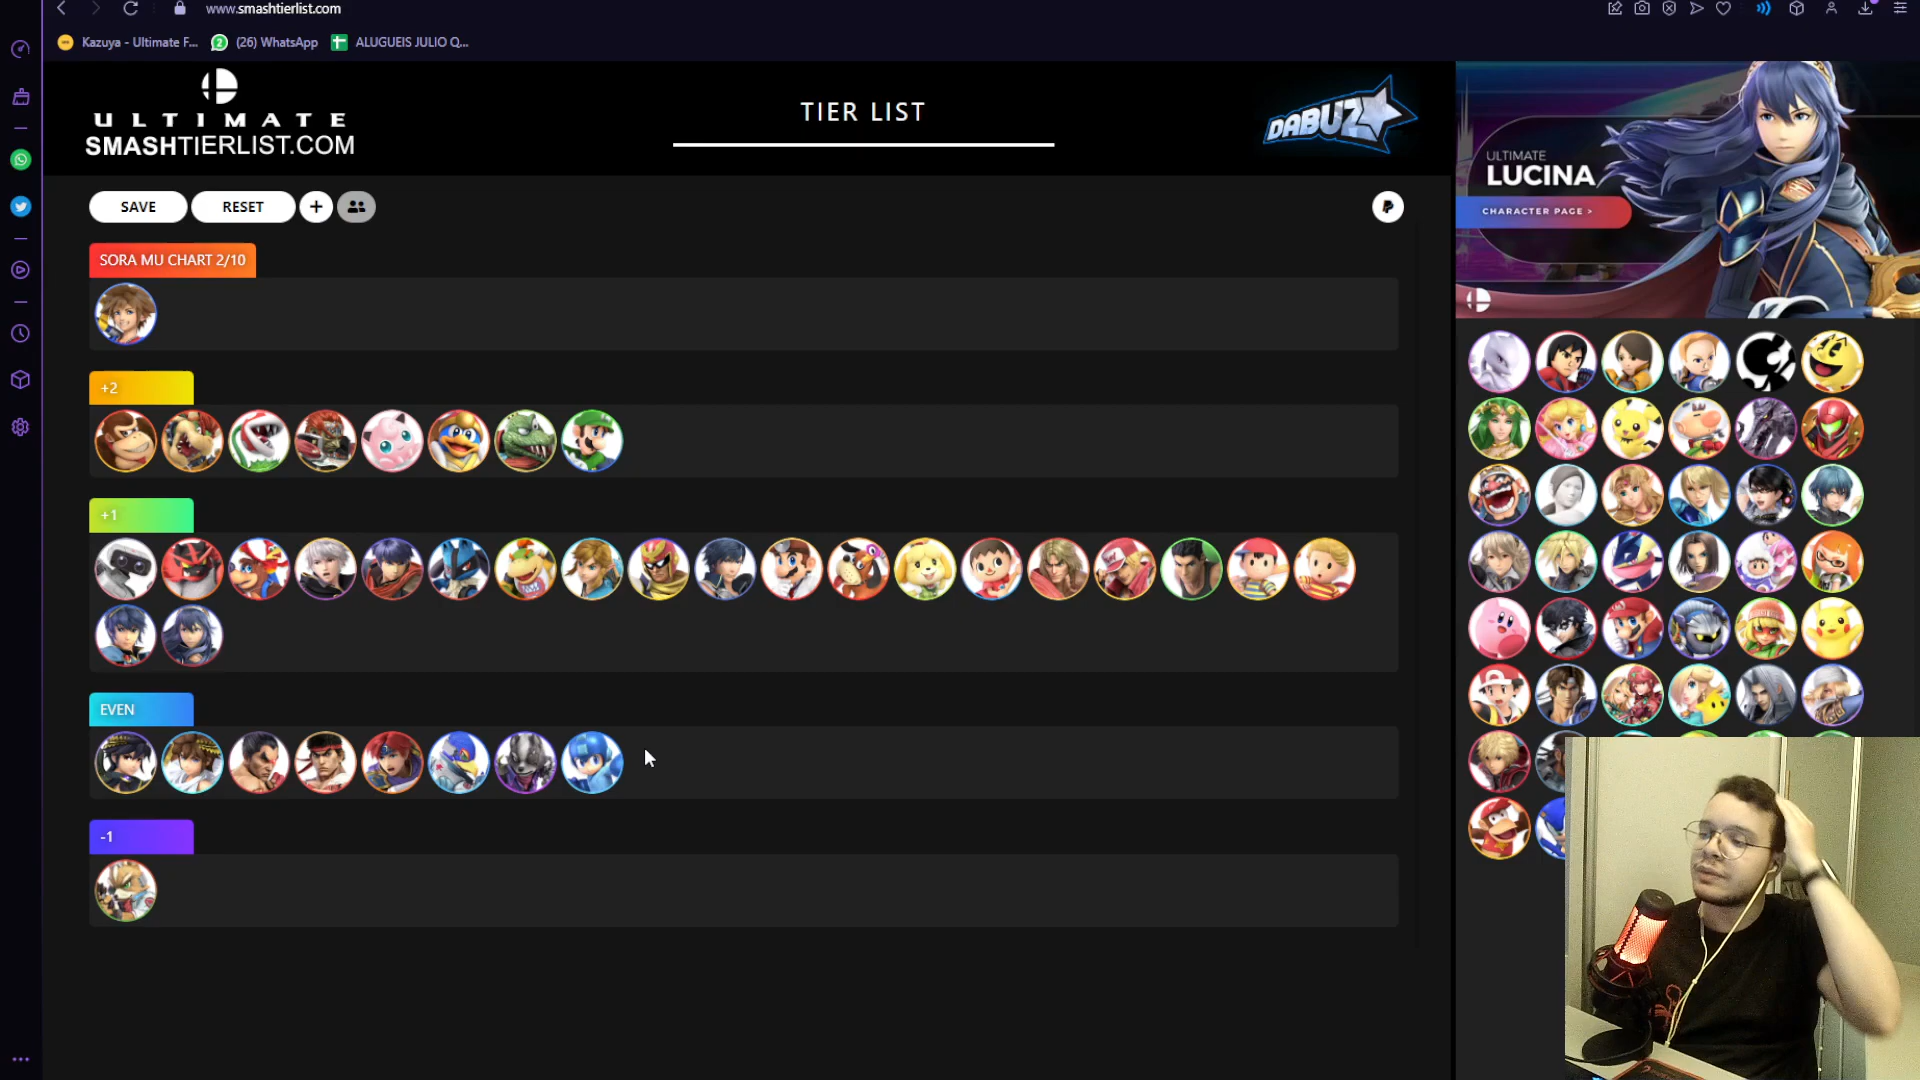 www.smashtierlist.com
Kazuya - Ultimate F...
2
(26) WhatsApp
ALUGUEIS JULIO Q...
ULTIMATE
SMASHTIERLIST.COM
TIER LIST
DABUZ
ULTIMATE
LUCINA
CHARACTER PAGE >
SAVE
RESET
+
SORA MU CHART 2/10
+2
+1
EVEN
-1